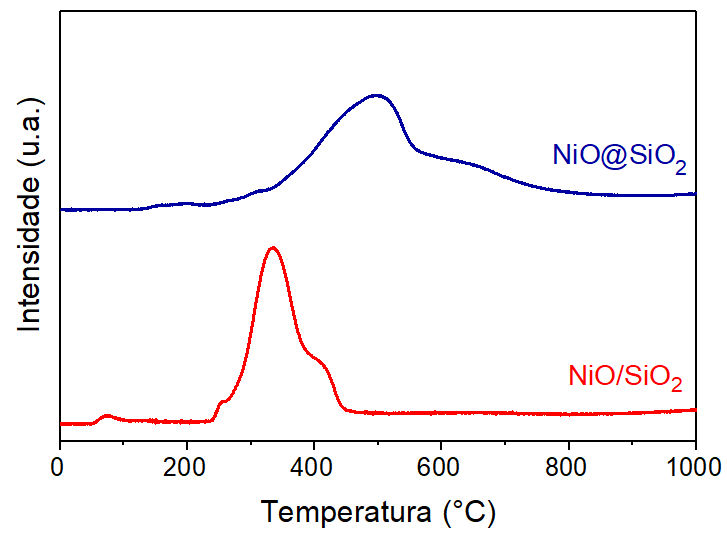 Intensidade (u.a.)
NiO@SiO₂
NiO/SiO₂
0 200 400 600 800 1000
Temperatura (°C)